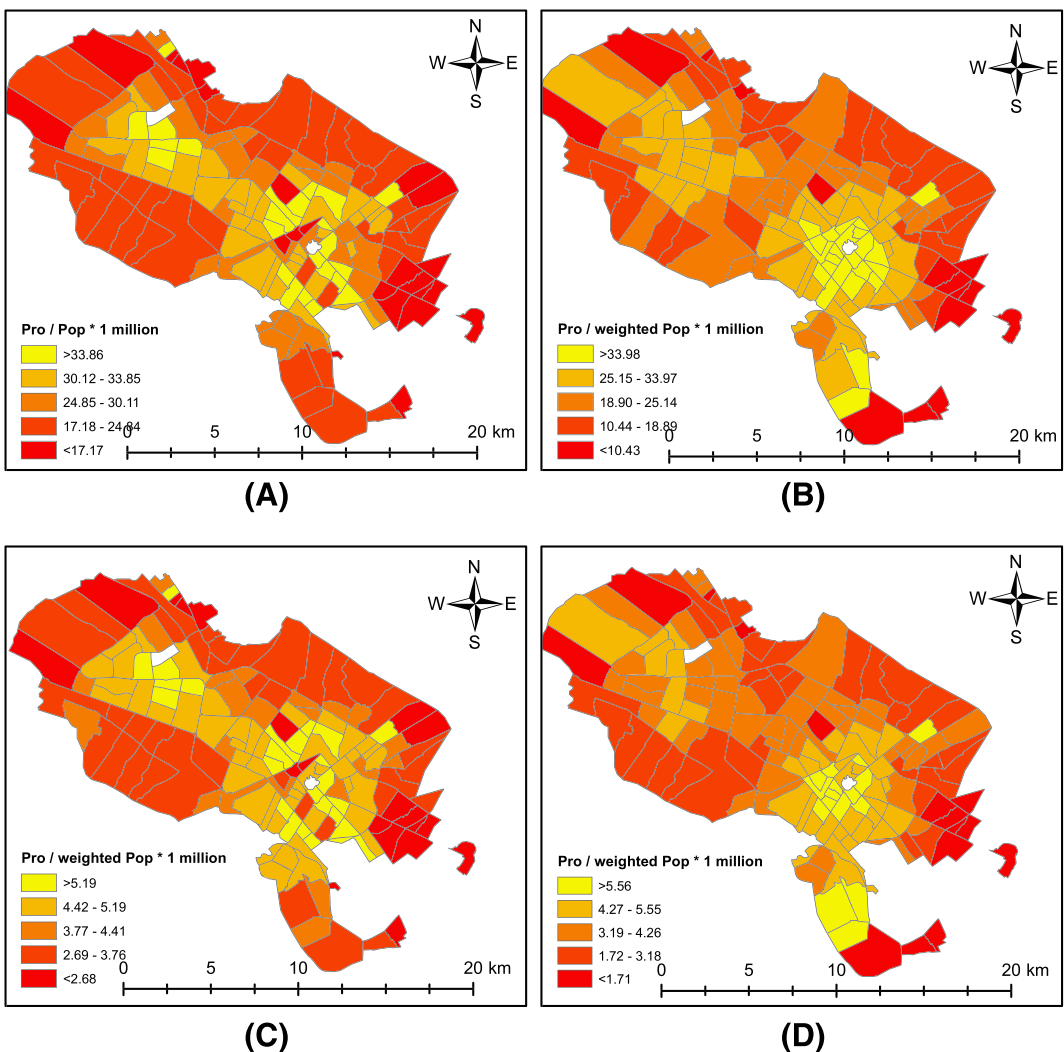 N
W E
S
Pro / Pop * 1 million
>33.86
30.12 - 33.85
24.85 - 30.11
17.18 - 24.84
<17.17
0 5 10 20 km
(A)
N
W E
S
Pro / weighted Pop * 1 million
>33.98
25.15 - 33.97
18.90 - 25.14
10.44 - 18.89
<10.43
0 5 10 20 km
(B)
N
W E
S
Pro / weighted Pop * 1 million
>5.19
4.42 - 5.19
3.77 - 4.41
2.69 - 3.76
<2.68
0 5 10 20 km
(C)
N
W E
S
Pro / weighted Pop * 1 million
>5.56
4.27 - 5.55
3.19 - 4.26
1.72 - 3.18
<1.71
0 5 10 20 km
(D)